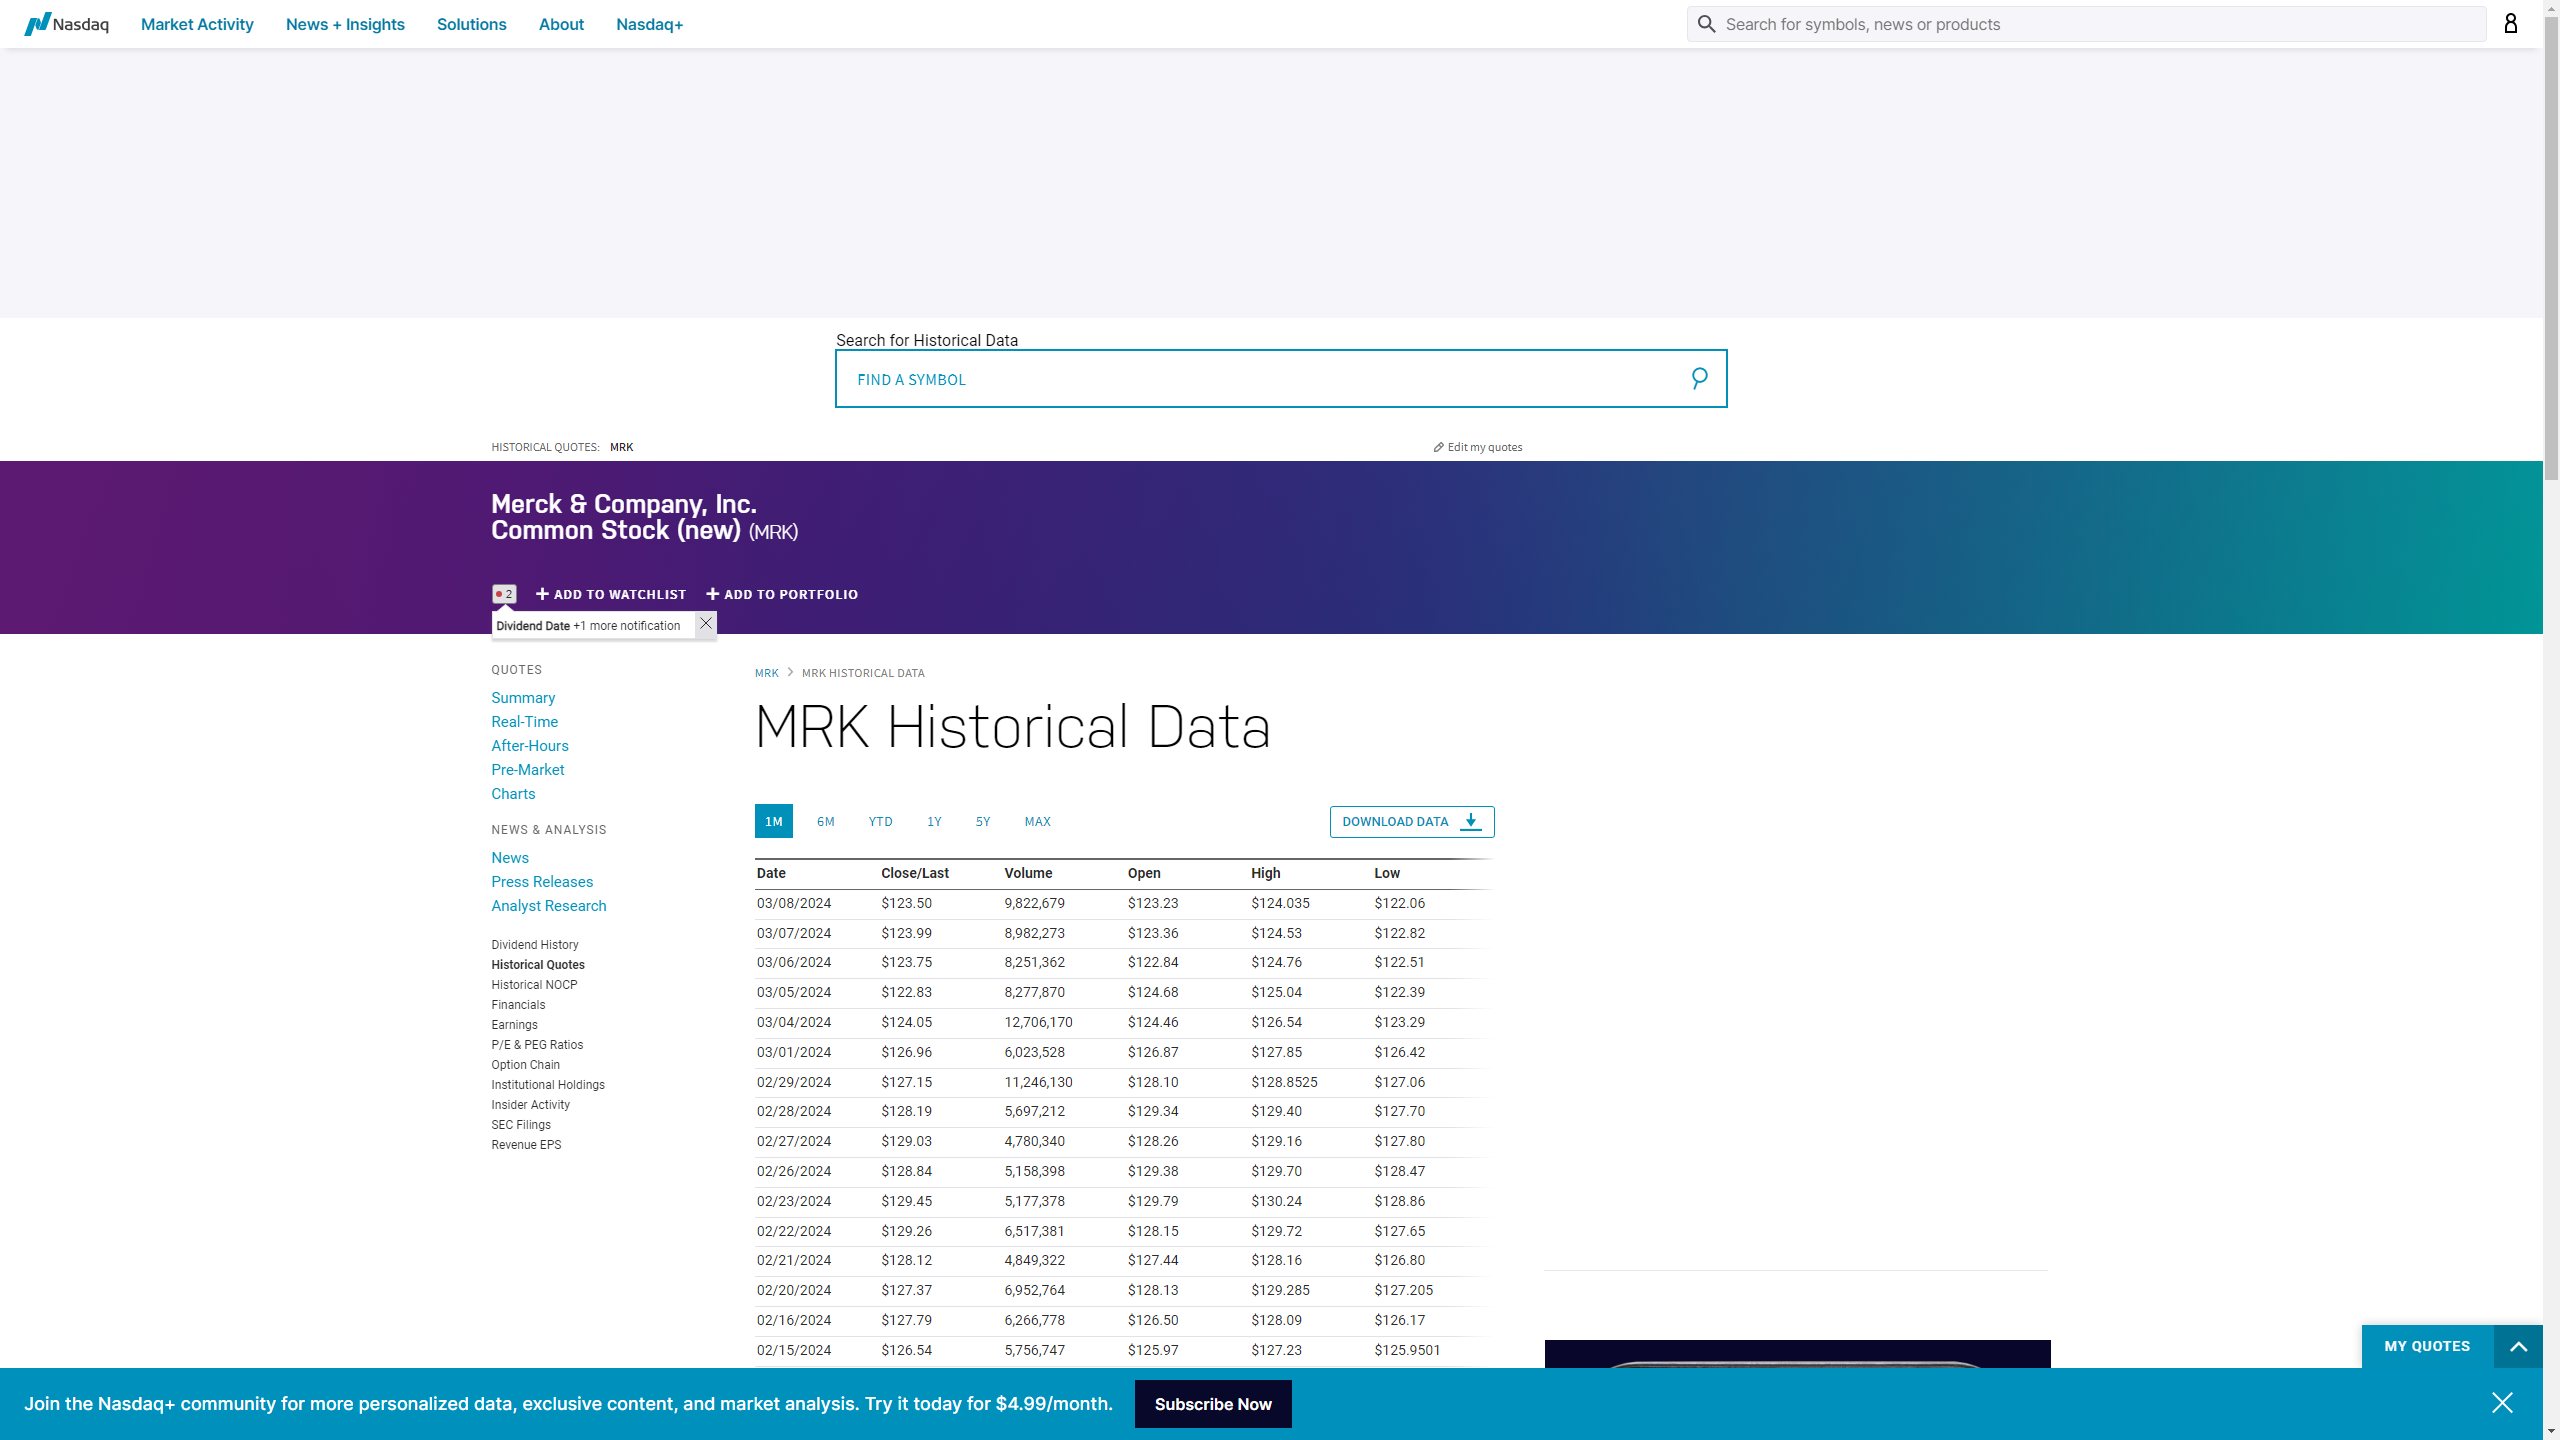 Nasdaq Market Activity News + Insights Solutions About Nasdaq+ Search for symbols, news or products
Search for Historical Data
FIND A SYMBOL
HISTORICAL QUOTES: MRK Edit my quotes
Merck & Company, Inc.
Common Stock (new) (MRK)
2 ADD TO WATCHLIST ADD TO PORTFOLIO
Dividend Date +1 more notification
QUOTES
Summary
Real-Time
After-Hours
Pre-Market
Charts
NEWS & ANALYSIS
News
Press Releases
Analyst Research
Dividend History
Historical Quotes
Historical NOCP
Financials
Earnings
P/E & PEG Ratios
Option Chain
Institutional Holdings
Insider Activity
SEC Filings
Revenue EPS
MRK > MRK HISTORICAL DATA
MRK Historical Data
1M 6M YTD 1Y 5Y MAX DOWNLOAD DATA
Date Close/Last Volume Open High Low
03/08/2024 $123.50 9,822,679 $123.23 $124.035 $122.06
03/07/2024 $123.99 8,982,273 $123.36 $124.53 $122.82
03/06/2024 $123.75 8,251,362 $122.84 $124.76 $122.51
03/05/2024 $122.83 8,277,870 $124.68 $125.04 $122.39
03/04/2024 $124.05 12,706,170 $124.46 $126.54 $123.29
03/01/2024 $126.96 6,023,528 $126.87 $127.85 $126.42
02/29/2024 $127.15 11,246,130 $128.10 $128.8525 $127.06
02/28/2024 $128.19 5,697,212 $129.34 $129.40 $127.70
02/27/2024 $129.03 4,780,340 $128.26 $129.16 $127.80
02/26/2024 $128.84 5,158,398 $129.38 $129.70 $128.47
02/23/2024 $129.45 5,177,378 $129.79 $130.24 $128.86
02/22/2024 $129.26 6,517,381 $128.15 $129.72 $127.65
02/21/2024 $128.12 4,849,322 $127.44 $128.16 $126.80
02/20/2024 $127.37 6,952,764 $128.13 $129.285 $127.205
02/16/2024 $127.79 6,266,778 $126.50 $128.09 $126.17
02/15/2024 $126.54 5,756,747 $125.97 $127.23 $125.9501
MY QUOTES
Join the Nasdaq+ community for more personalized data, exclusive content, and market analysis. Try it today for $4.99/month. Subscribe Now